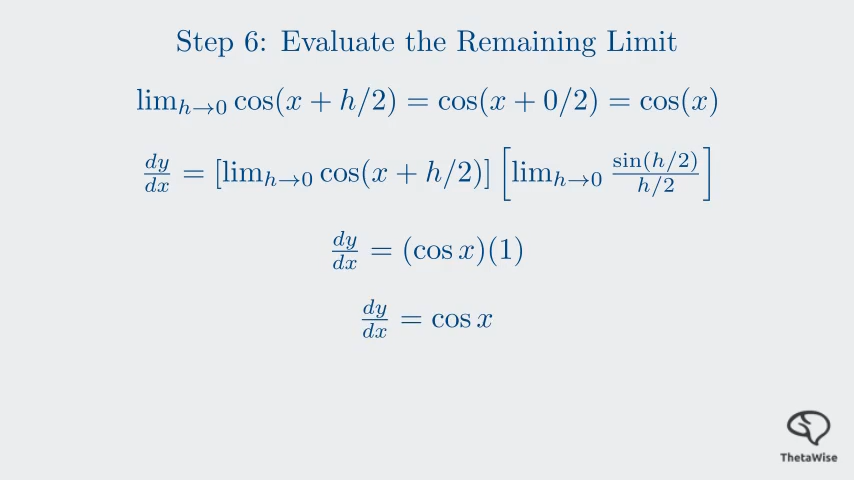 Step 6: Evaluate the Remaining Limit
lim_{h→0} cos(x + h/2) = cos(x + 0/2) = cos(x)
dy/dx = [lim_{h→0} cos(x + h/2)] [lim_{h→0} sin(h/2)/h/2]
dy/dx = (cos x)(1)
dy/dx = cos x
ThetaWise